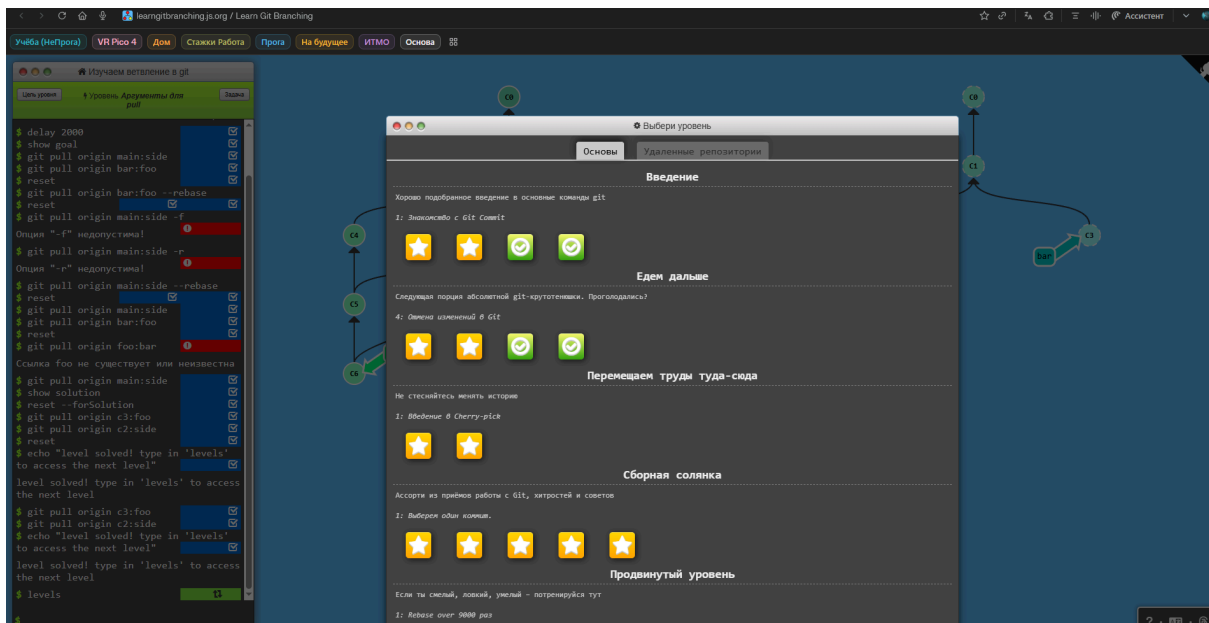 learngitbranching.js.org / Learn Git Branching
Ассистент
Учёба (НеПрога) VR Pico 4 Дом Стажки Работа Прога На будущее ИТМО Основа
Изучаем ветвление в git
Цель уровня
Уровень Аргументы для pull
Задача
$ delay 2000
$ show goal
$ git pull origin main:side
$ git pull origin bar:foo
$ reset
$ git pull origin bar:foo --rebase
$ reset
$ git pull origin main:side -f
Опция "-f" недопустима!
$ git pull origin main:side -r
Опция "-r" недопустима!
$ git pull origin main:side --rebase
$ reset
$ git pull origin main:side
$ git pull origin bar:foo
$ reset
$ git pull origin foo:bar
Ссылка foo не существует или неизвестна
$ git pull origin main:side
$ show solution
$ reset --forSolution
$ git pull origin c3:foo
$ git pull origin c2:side
$ reset
$ echo "level solved! type in 'levels'
to access the next level"
level solved! type in 'levels' to access
the next level
$ git pull origin c3:foo
$ git pull origin c2:side
$ echo "level solved! type in 'levels'
to access the next level"
level solved! type in 'levels' to access
the next level
$ levels
$
C0
C4
C5
C6
Выбери уровень
Основы Удаленные репозитории
Введение
Хорошо подобранное введение в основные команды git
1: Знакомство с Git Commit
Едем дальше
Следующая порция абсолютной git-крутотенюшки. Проголодались?
4: Отмена изменений в Git
Перемещаем труды туда-сюда
Не стесняйтесь менять историю
1: Введение в Cherry-pick
Сборная солянка
Ассорти из приёмов работы с Git, хитростей и советов
1: Выберем один коммит.
Продвинутый уровень
Если ты смелый, ловкий, умелый – потренируйся тут
1: Rebase over 9000 раз
C0
C1
C3
bar